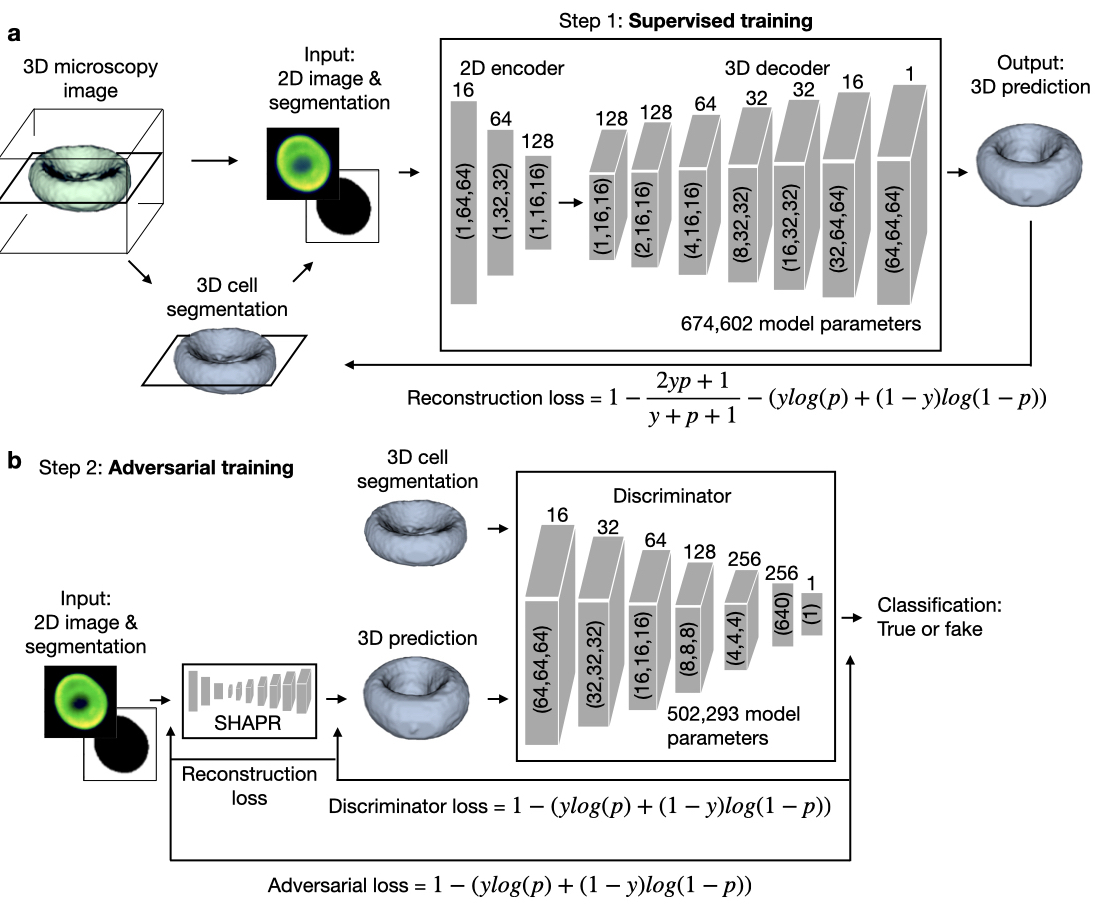 a
Step 1: Supervised training
3D microscopy
image
Input:
2D image &
segmentation
2D encoder
3D decoder
Output:
3D prediction
16
64
128
128
128
64
32
32
16
1
(1,64,64)
(1,32,32)
(1,16,16)
(1,16,16)
(2,16,16)
(4,16,16)
(8,32,32)
(16,32,32)
(32,64,64)
(64,64,64)
3D cell
segmentation
674,602 model parameters
Reconstruction loss = 1 − (2yp + 1)/(y + p + 1) − (ylog(p) + (1 − y)log(1 − p))
b
Step 2: Adversarial training
3D cell
segmentation
Discriminator
16
32
64
128
256
256
1
(64,64,64)
(32,32,32)
(16,16,16)
(8,8,8)
(4,4,4)
(640)
(1)
Input:
2D image &
segmentation
3D prediction
Classification:
True or fake
SHAPR
502,293 model
parameters
Reconstruction
loss
Discriminator loss = 1 − (ylog(p) + (1 − y)log(1 − p))
Adversarial loss = 1 − (ylog(p) + (1 − y)log(1 − p))